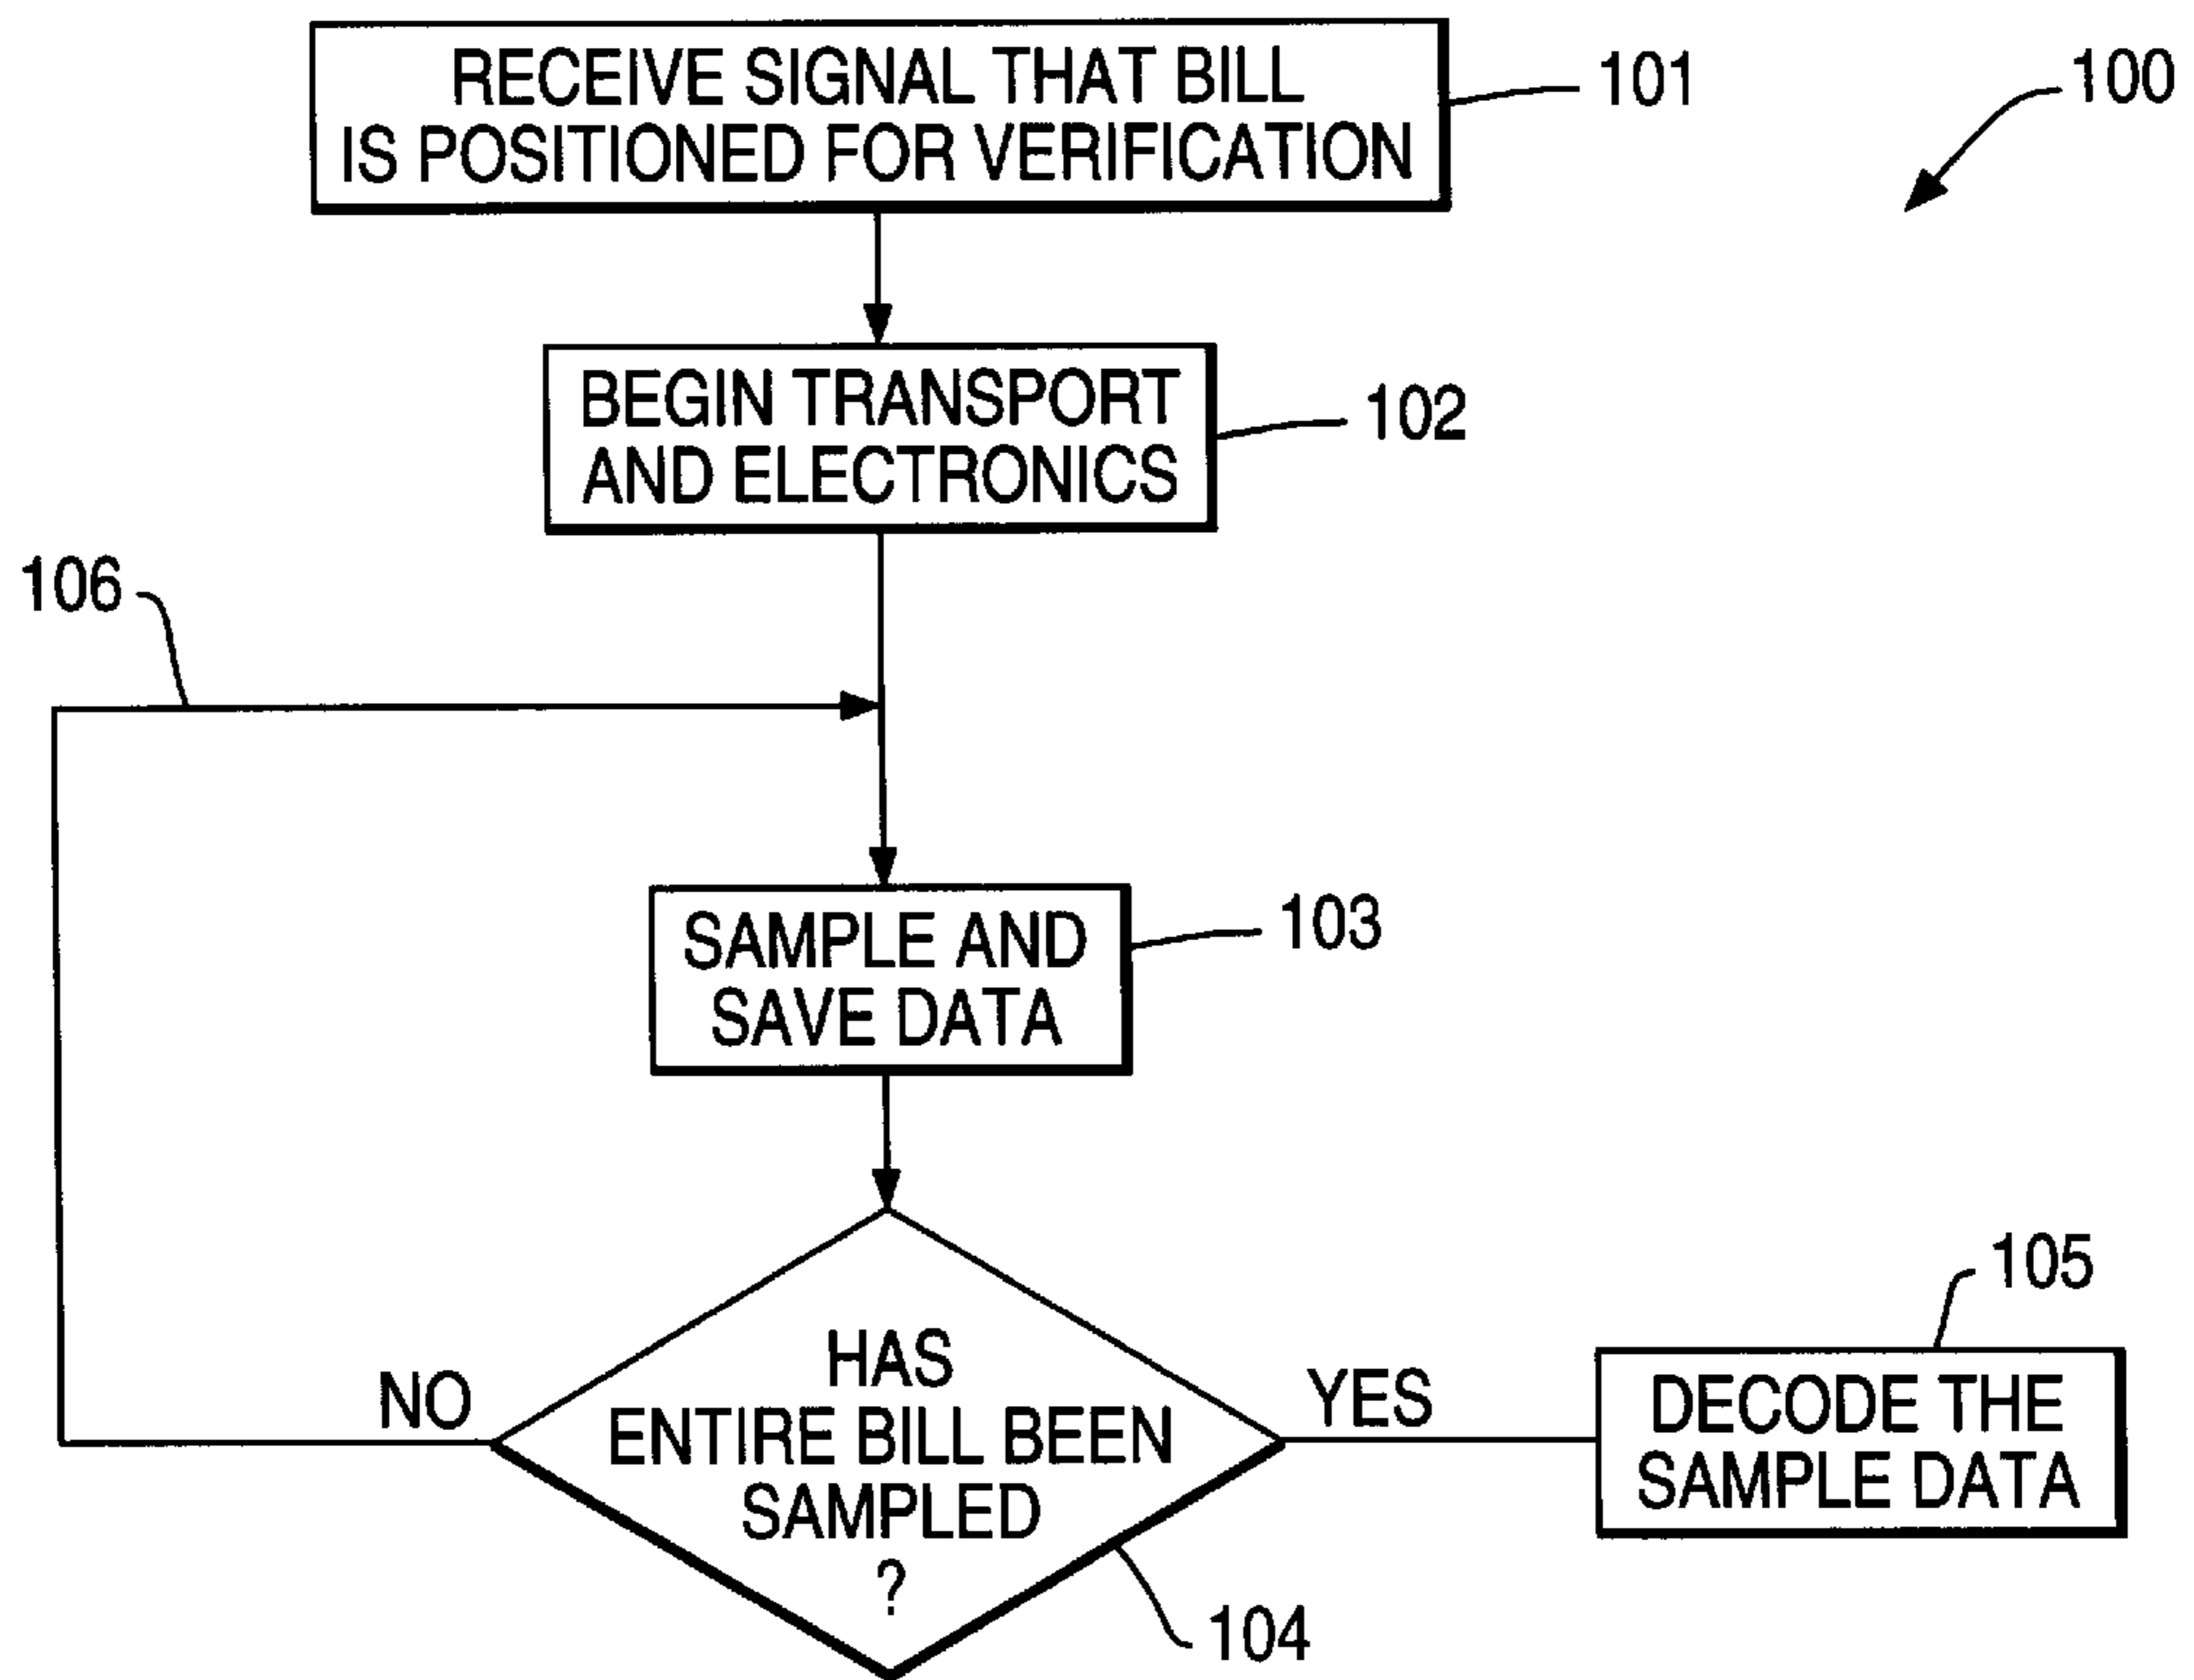 RECEIVE SIGNAL THAT BILL
IS POSITIONED FOR VERIFICATION
101
100
BEGIN TRANSPORT
AND ELECTRONICS
102
106
SAMPLE AND
SAVE DATA
103
HAS
ENTIRE BILL BEEN
SAMPLED
?
104
NO
YES
DECODE THE
SAMPLE DATA
105